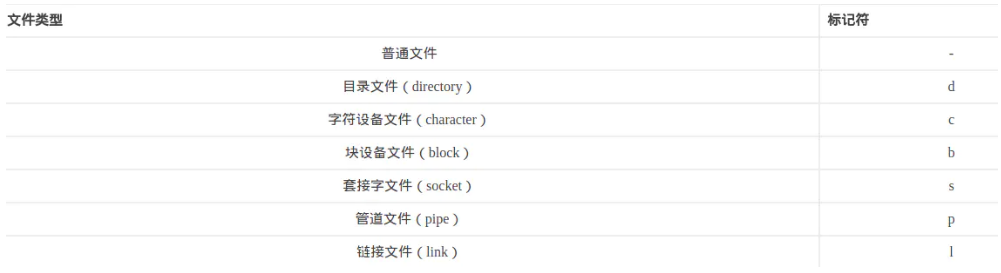 文件类型 标记符
普通文件 -
目录文件（directory） d
字符设备文件（character） c
块设备文件（block） b
套接字文件（socket） s
管道文件（pipe） p
链接文件（link） l